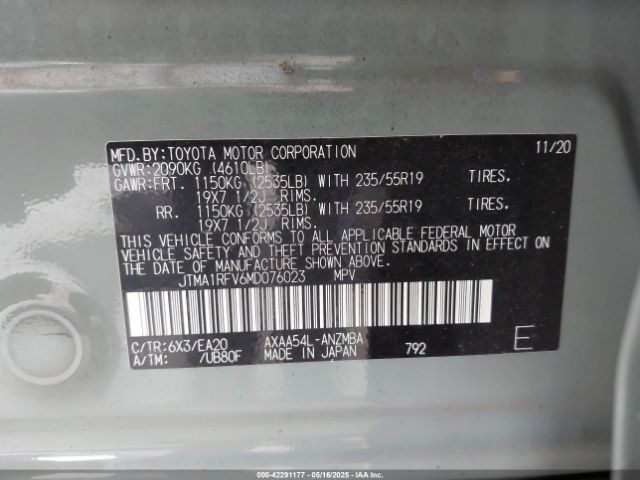 MFD.BY:TOYOTA MOTOR CORPORATION 11/20
GVWR:2090KG (4610LB)
GAWR:FRT. 1150KG (2535LB) WITH 235/55R19 TIRES.
19X7 1/2J RIMS.
RR. 1150KG (2535LB) WITH 235/55R19 TIRES.
19X7 1/2J RIMS.
THIS VEHICLE CONFORMS TO ALL APPLICABLE FEDERAL MOTOR
VEHICLE SAFETY AND THEFT PREVENTION STANDARDS IN EFFECT ON
THE DATE OF MANUFACTURE SHOWN ABOVE.
JTMA1RFV6MD076023 MPV
C/TR:6X3/EA20 AXAA54L-ANZMBA
A/TM: /UB80F MADE IN JAPAN 792 E
000-42291177 - 05/16/2025 - IAAI.COM